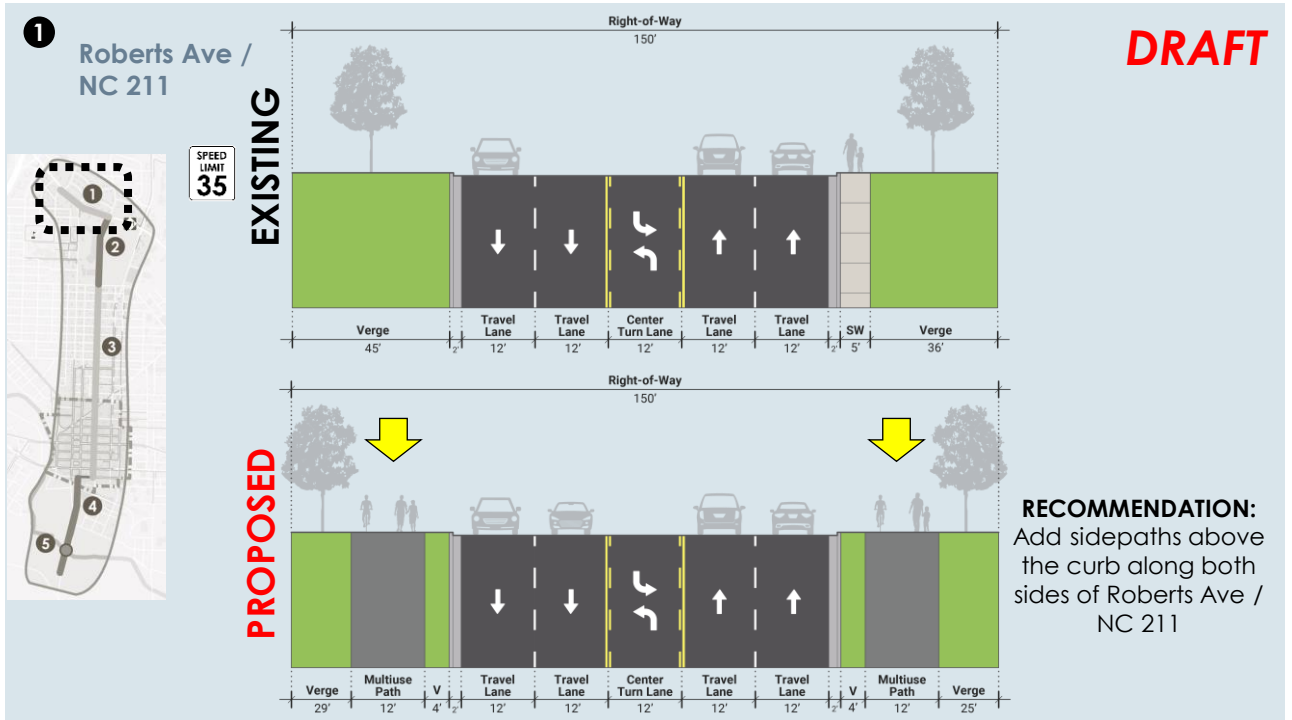 1
Roberts Ave /
NC 211
DRAFT
SPEED
LIMIT
35
1
2
3
4
5
EXISTING
Right-of-Way
150'
Verge
45'
2'
Travel
Lane
12'
Travel
Lane
12'
Center
Turn Lane
12'
Travel
Lane
12'
Travel
Lane
12'
2'
SW
5'
Verge
36'
PROPOSED
Right-of-Way
150'
Verge
29'
Multiuse
Path
12'
V
4'
2'
Travel
Lane
12'
Travel
Lane
12'
Center
Turn Lane
12'
Travel
Lane
12'
Travel
Lane
12'
2'
V
4'
Multiuse
Path
12'
Verge
25'
RECOMMENDATION:
Add sidepaths above
the curb along both
sides of Roberts Ave /
NC 211